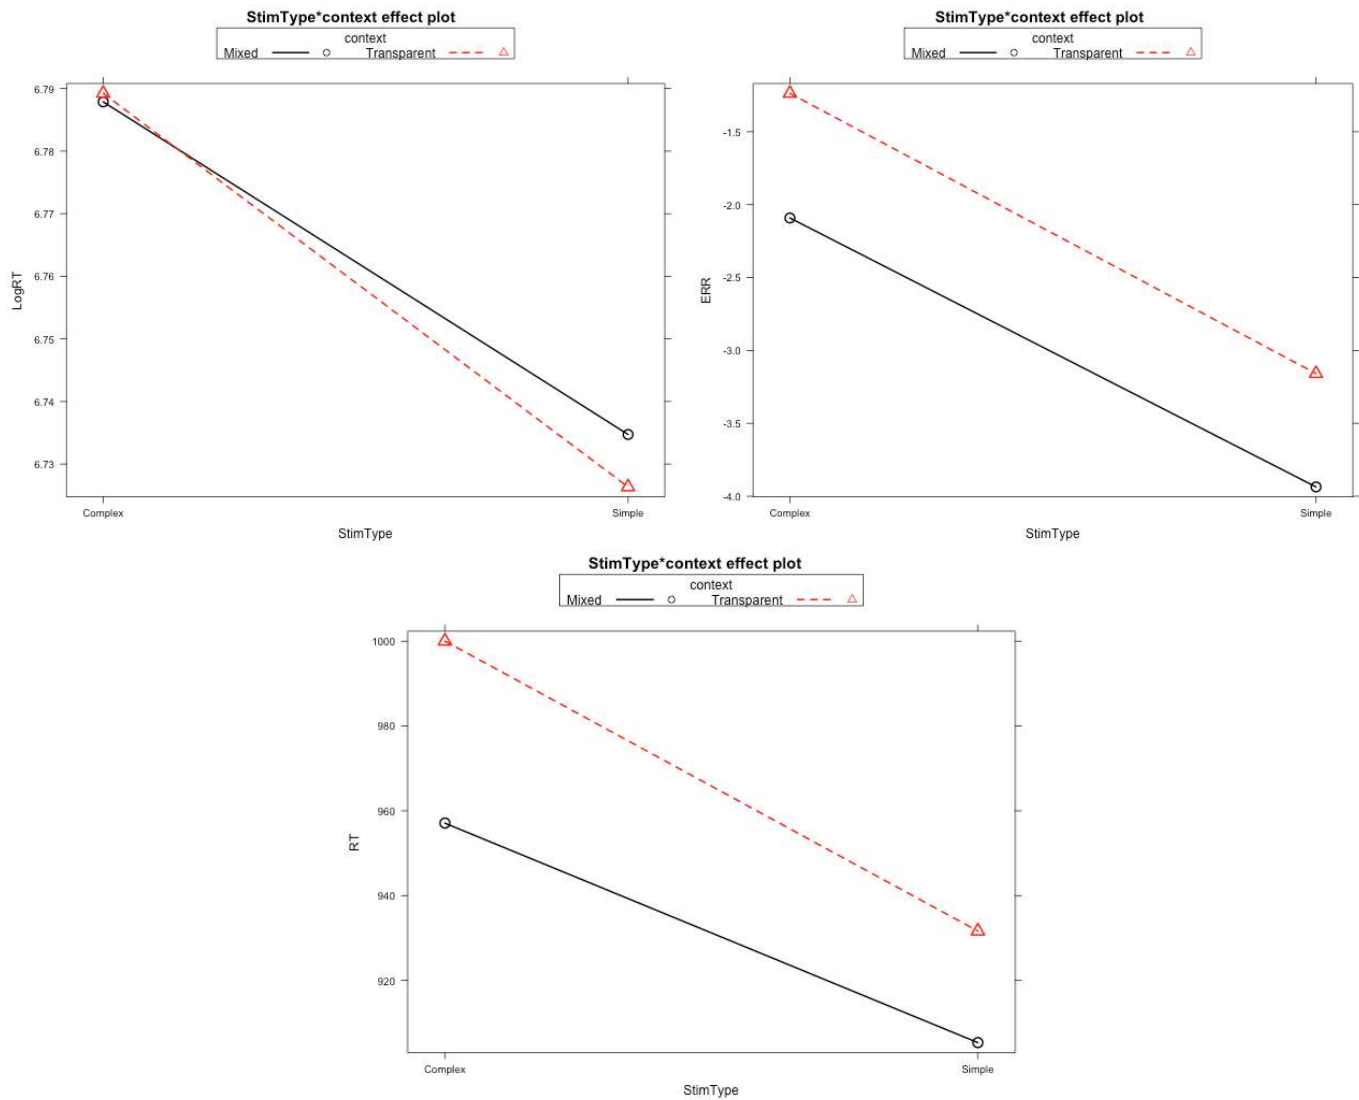 StimType*context effect plot
context
Mixed Transparent
6.79
6.78
6.77
6.76
6.75
6.74
6.73
LogRT
Complex Simple
StimType
StimType*context effect plot
context
Mixed Transparent
-1.5
-2.0
-2.5
-3.0
-3.5
-4.0
ERR
Complex Simple
StimType
StimType*context effect plot
context
Mixed Transparent
1000
980
960
940
920
RT
Complex Simple
StimType